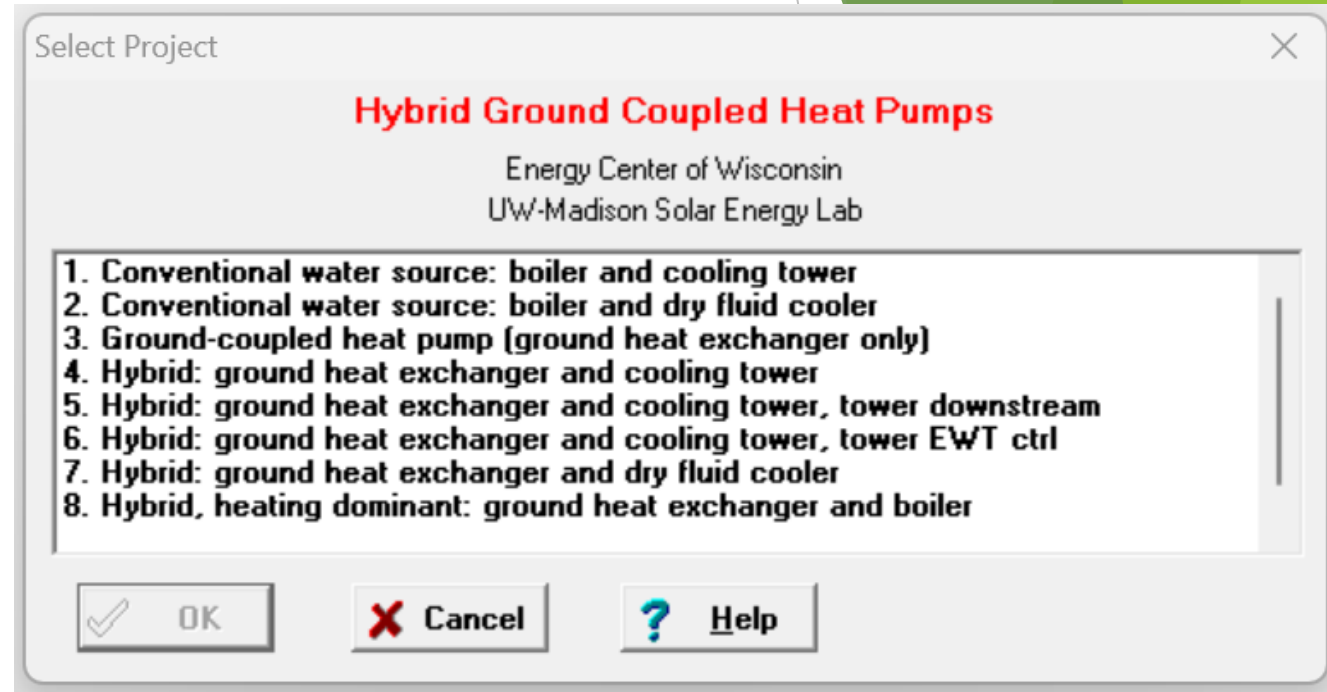 Select Project
Hybrid Ground Coupled Heat Pumps
Energy Center of Wisconsin
UW-Madison Solar Energy Lab
1. Conventional water source: boiler and cooling tower
2. Conventional water source: boiler and dry fluid cooler
3. Ground-coupled heat pump (ground heat exchanger only)
4. Hybrid: ground heat exchanger and cooling tower
5. Hybrid: ground heat exchanger and cooling tower, tower downstream
6. Hybrid: ground heat exchanger and cooling tower, tower EWT ctrl
7. Hybrid: ground heat exchanger and dry fluid cooler
8. Hybrid, heating dominant: ground heat exchanger and boiler
OK Cancel Help